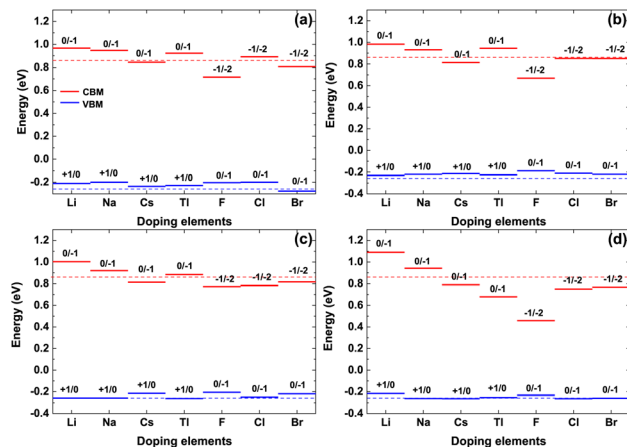 (a)
1.2
1.0
0.8
0.6
0.4
0.2
0.0
-0.2
Energy (eV)
0/-1 0/-1 0/-1 0/-1 -1/-2 -1/-2 -1/-2
CBM
VBM
+1/0 +1/0 +1/0 +1/0 0/-1 0/-1 0/-1
Li Na Cs Tl F Cl Br
Doping elements
(b)
1.2
1.0
0.8
0.6
0.4
0.2
0.0
-0.2
-0.4
Energy (eV)
0/-1 0/-1 0/-1 0/-1 -1/-2 -1/-2 -1/-2
+1/0 +1/0 +1/0 +1/0 0/-1 0/-1 0/-1
Li Na Cs Tl F Cl Br
Doping elements
(c)
1.2
1.0
0.8
0.6
0.4
0.2
0.0
-0.2
-0.4
Energy (eV)
0/-1 0/-1 0/-1 0/-1 -1/-2 -1/-2 -1/-2
+1/0 +1/0 +1/0 +1/0 0/-1 0/-1 0/-1
Li Na Cs Tl F Cl Br
Doping elements
(d)
1.2
1.0
0.8
0.6
0.4
0.2
0.0
-0.2
-0.4
Energy (eV)
0/-1 0/-1 0/-1 0/-1 -1/-2 -1/-2 -1/-2
+1/0 +1/0 +1/0 +1/0 0/-1 0/-1 0/-1
Li Na Cs Tl F Cl Br
Doping elements